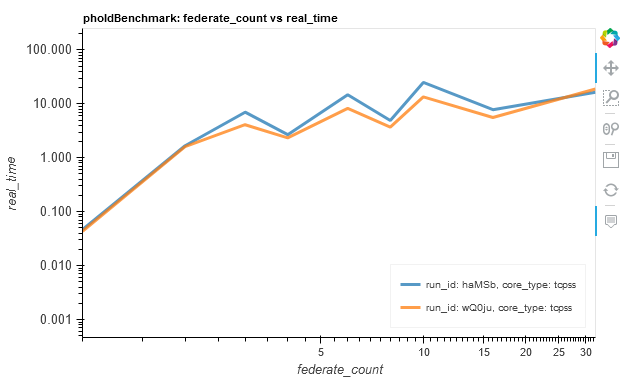 pholdBenchmark: federate_count vs real_time
100.000
10.000
1.000
0.100
0.010
0.001
real_time
run_id: haMSb, core_type: tcpss
run_id: wQ0ju, core_type: tcpss
5
10
15
20
25
30
federate_count